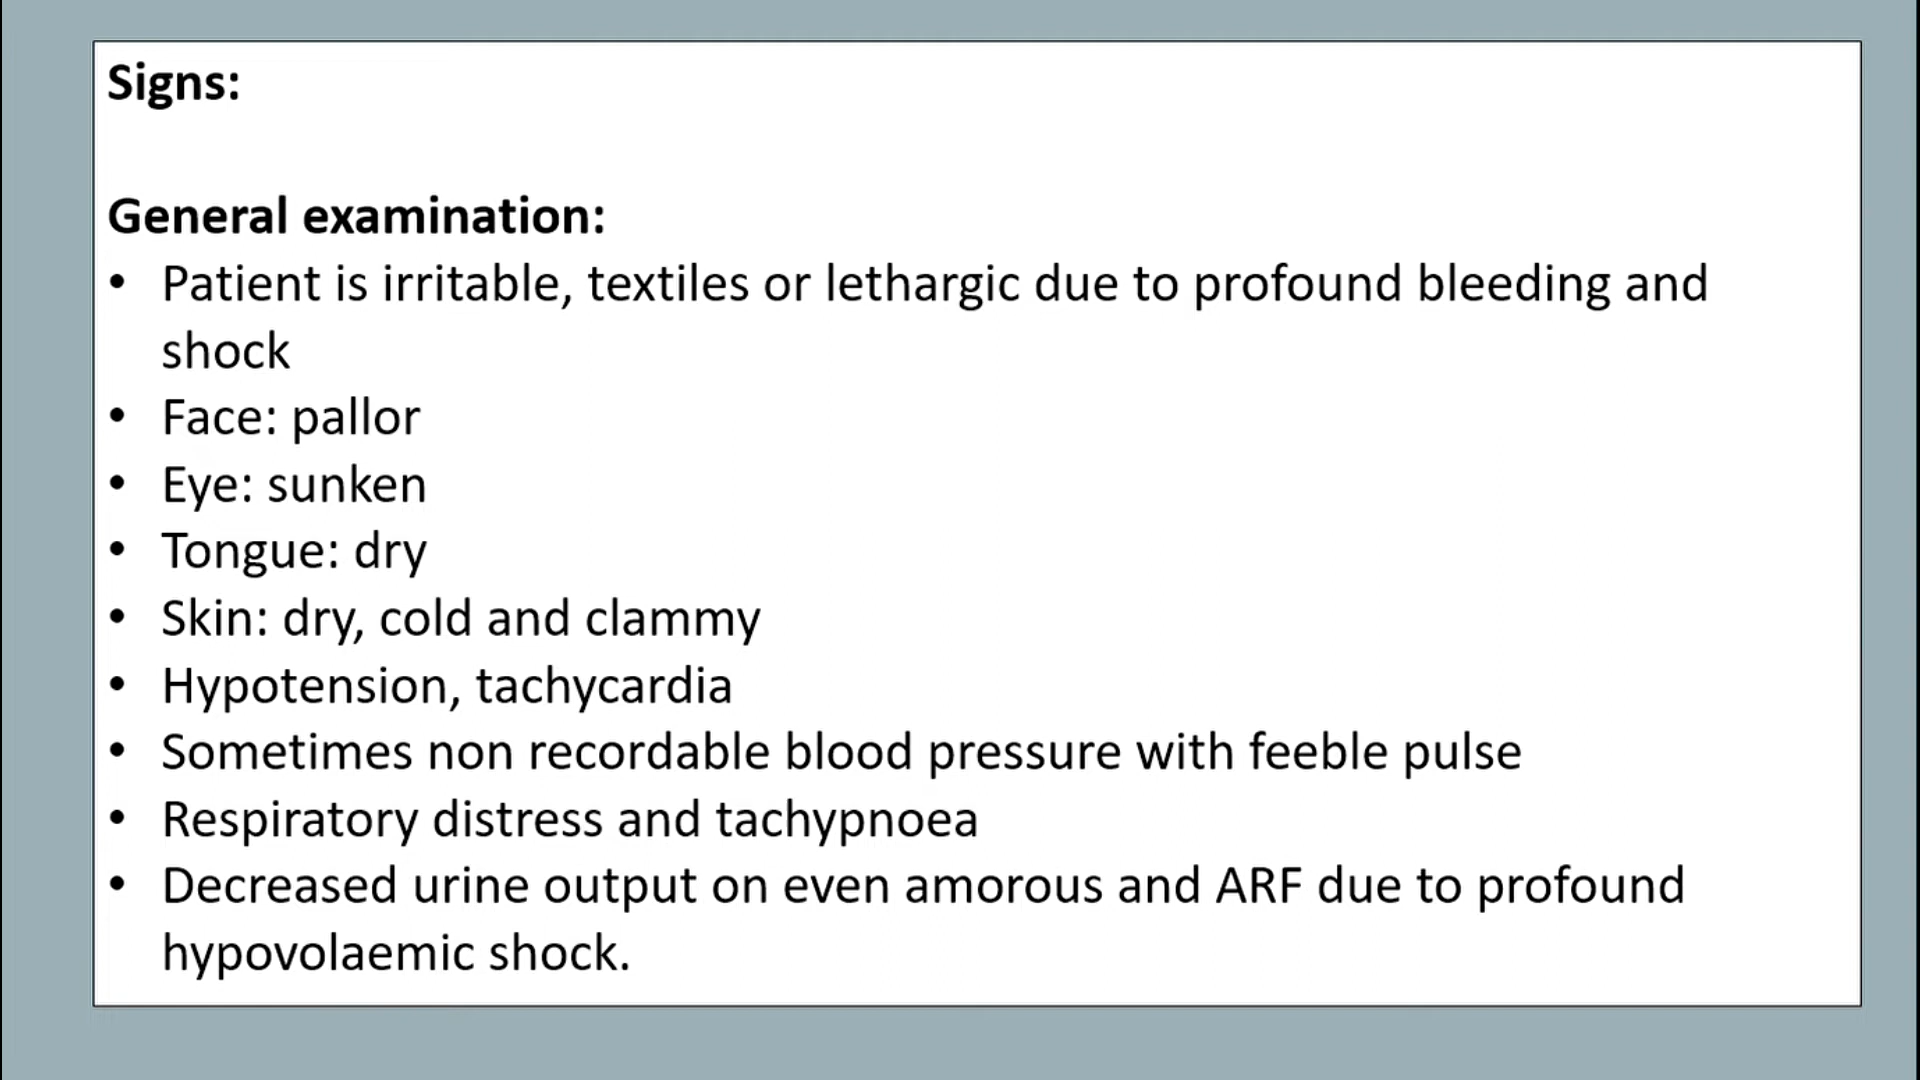 Signs:
General examination:
• Patient is irritable, textiles or lethargic due to profound bleeding and
shock
• Face: pallor
• Eye: sunken
• Tongue: dry
• Skin: dry, cold and clammy
• Hypotension, tachycardia
• Sometimes non recordable blood pressure with feeble pulse
• Respiratory distress and tachypnoea
• Decreased urine output on even amorous and ARF due to profound
hypovolaemic shock.